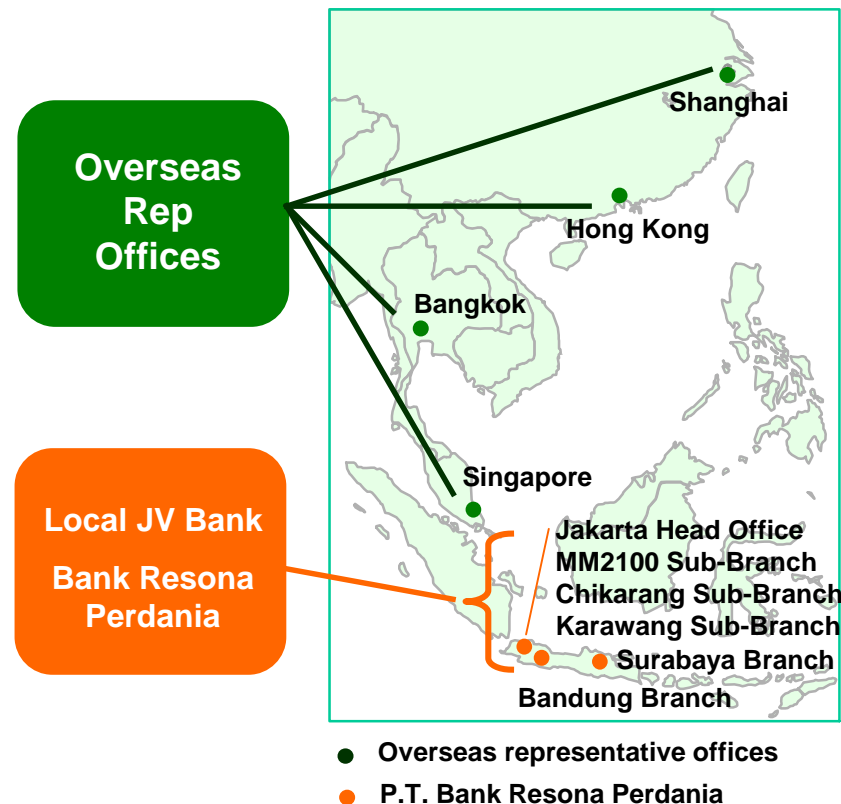 Overseas
Rep
Offices
Shanghai
Hong Kong
Bangkok
Singapore
Local JV Bank
Bank Resona
Perdania
Jakarta Head Office
MM2100 Sub-Branch
Chikarang Sub-Branch
Karawang Sub-Branch
Surabaya Branch
Bandung Branch
Overseas representative offices
P.T. Bank Resona Perdania